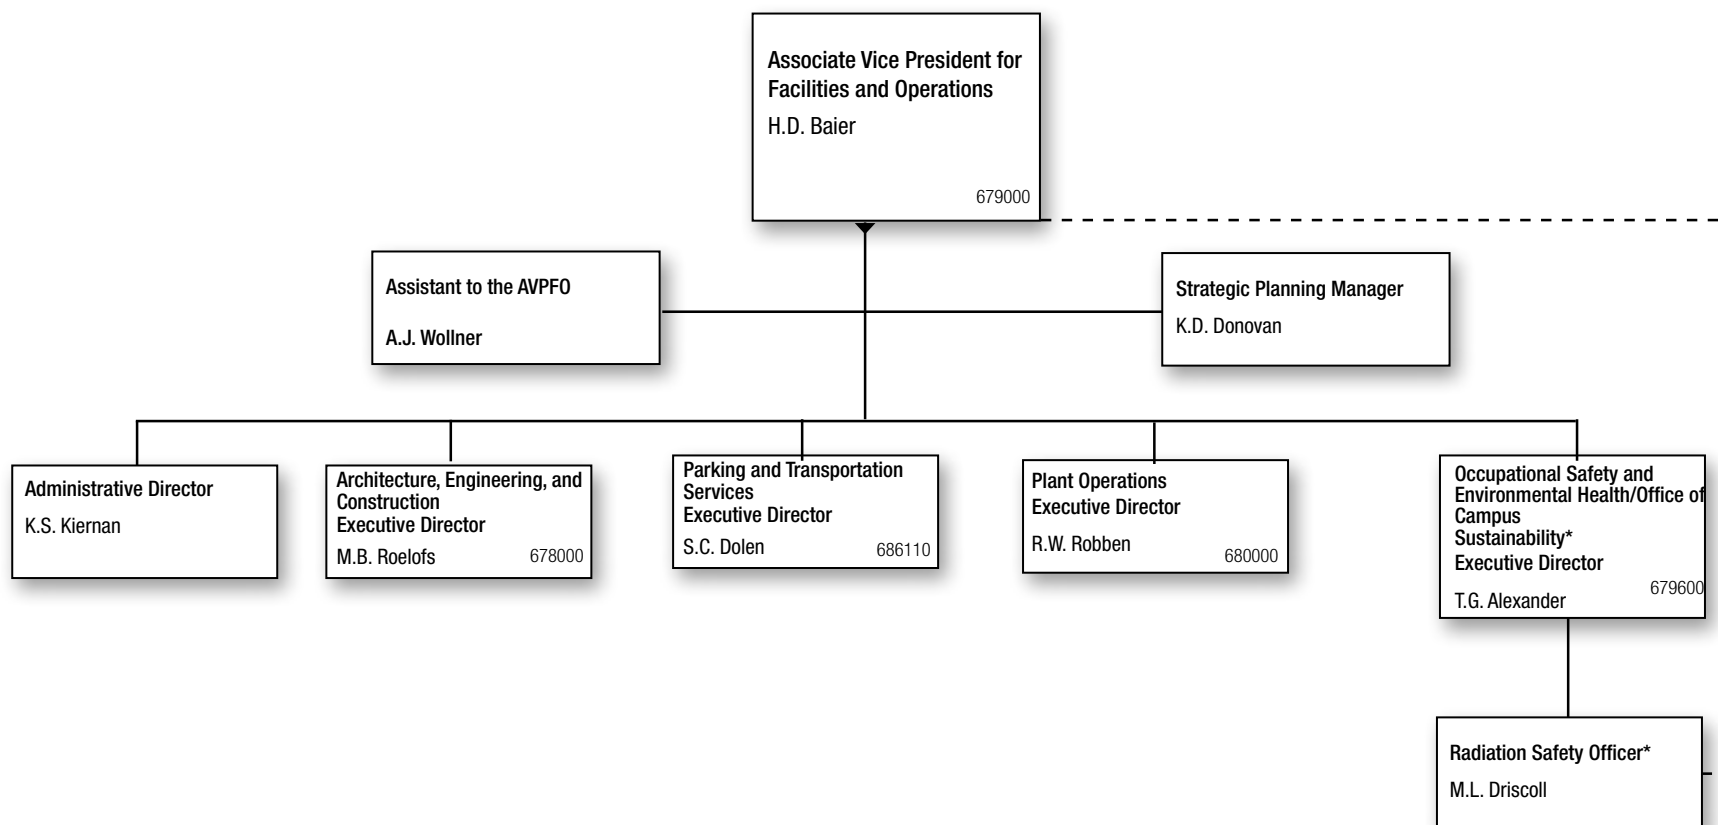 Associate Vice President for
Facilities and Operations
H.D. Baier
679000
Assistant to the AVPFO
A.J. Wollner
Strategic Planning Manager
K.D. Donovan
Administrative Director
K.S. Kiernan
Architecture, Engineering, and
Construction
Executive Director
M.B. Roelofs 678000
Parking and Transportation
Services
Executive Director
S.C. Dolen 686110
Plant Operations
Executive Director
R.W. Robben 680000
Occupational Safety and
Environmental Health/Office of
Campus
Sustainability*
Executive Director
T.G. Alexander 679600
Radiation Safety Officer*
M.L. Driscoll